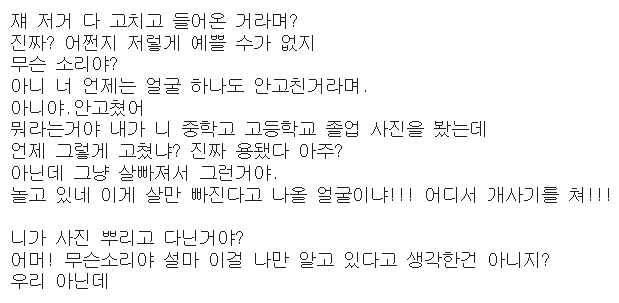 쟤 저거 다 고치고 들어온 거라며?
진짜? 어쩐지 저렇게 예쁠 수가 없지
무슨 소리야?
아니 너 언제는 얼굴 하나도 안고친거라며.
아니야.안고쳤어
뭐라는거야 내가 니 중학고 고등학교 졸업 사진을 봤는데
언제 그렇게 고쳤냐? 진짜 용됐다 아주?
아닌데 그냥 살빠져서 그런거야.
놀고 있네 이게 살만 빠진다고 나올 얼굴이냐!!! 어디서 개사기를 쳐!!!
니가 사진 뿌리고 다닌거야?
어머! 무슨소리야 설마 이걸 나만 알고 있다고 생각한건 아니지?
우리 아닌데